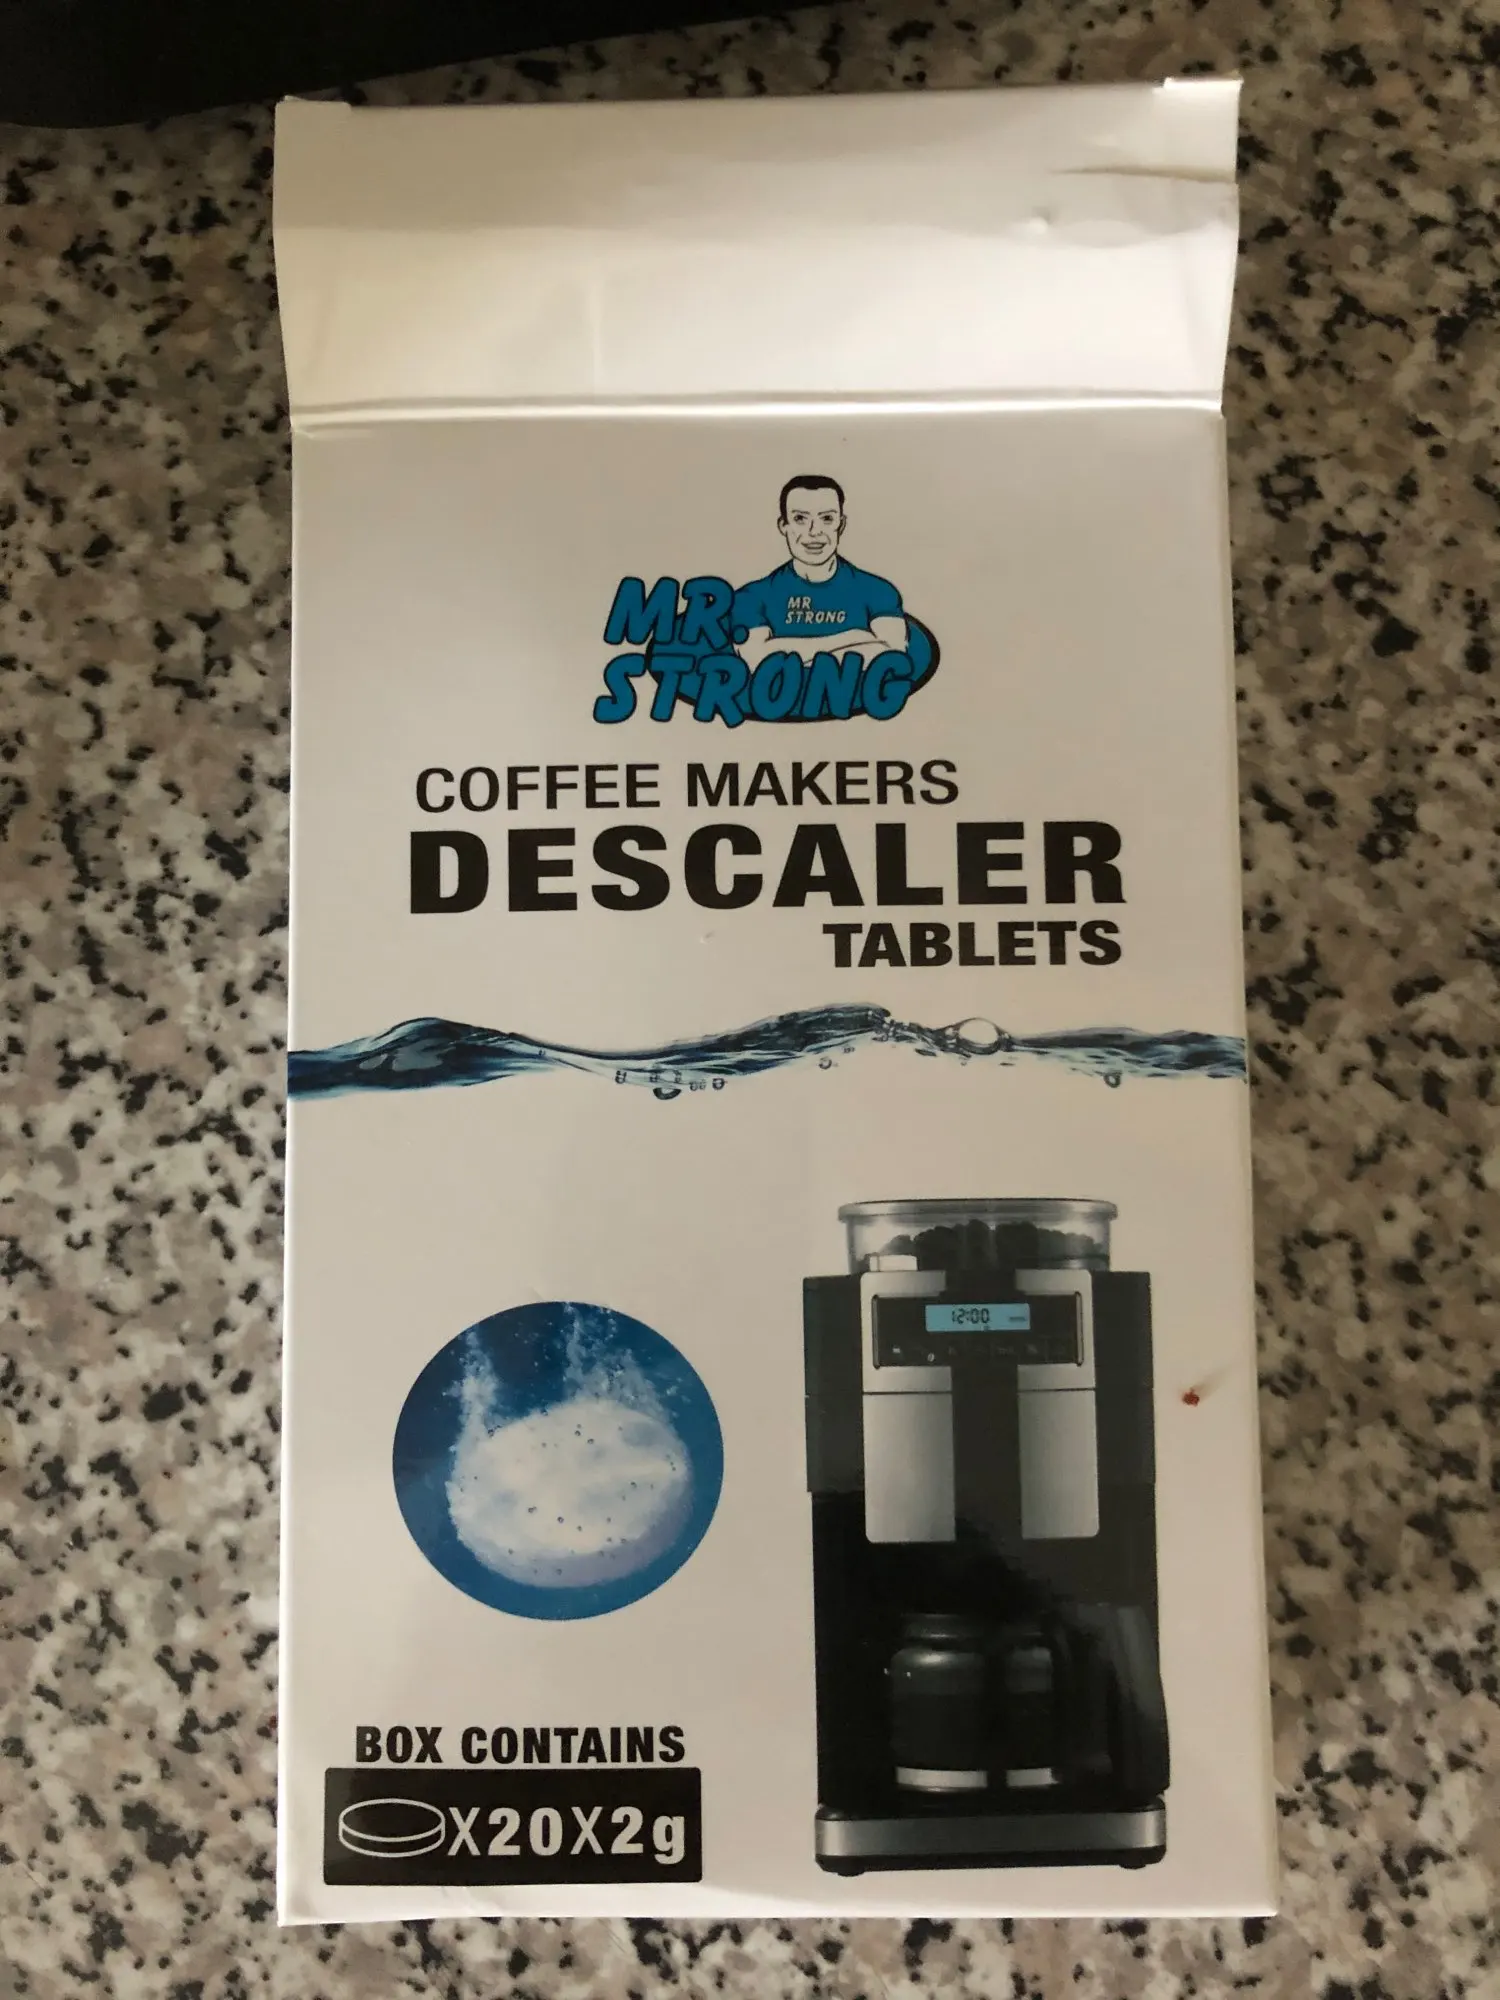 MR
STRONG
MR.
STRONG
COFFEE MAKERS
DESCALER
TABLETS
12:00
BOX CONTAINS
X20X2g